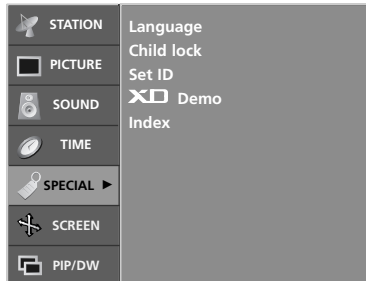 STATION
PICTURE
SOUND
TIME
SPECIAL ►
SCREEN
PIP/DW
Language
Child lock
Set ID
XD Demo
Index